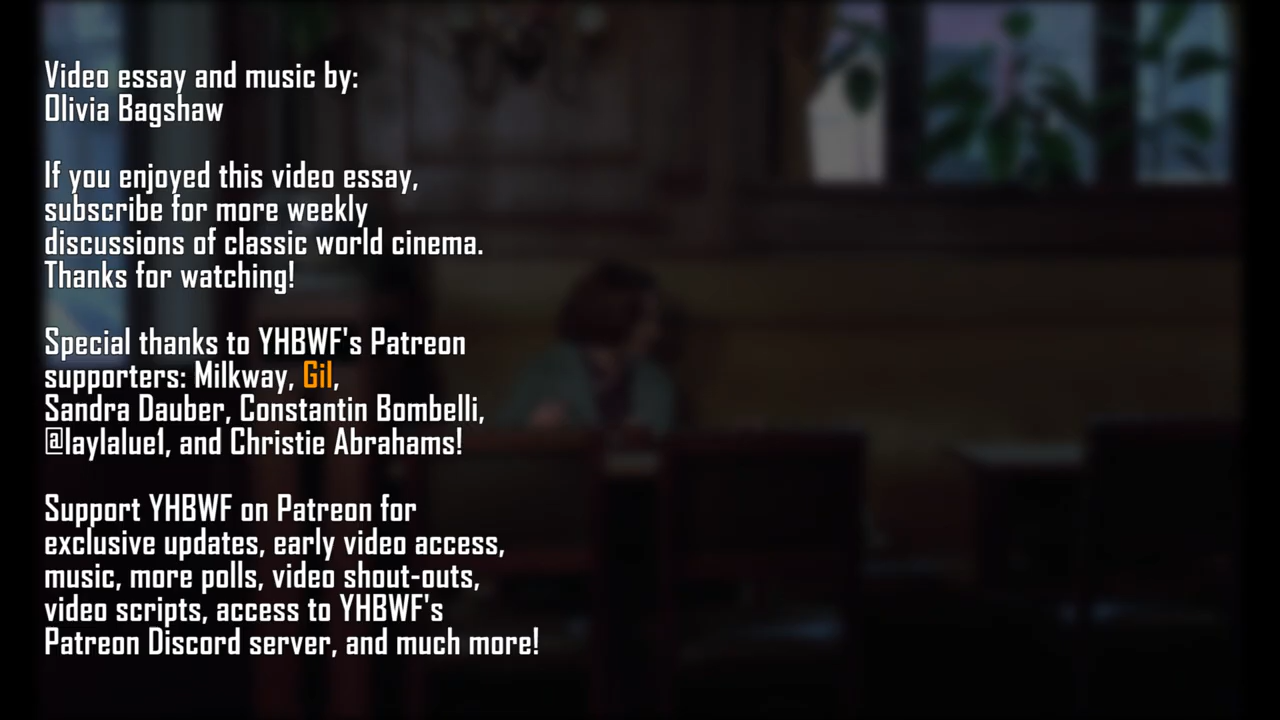 Video essay and music by:
Olivia Bagshaw
If you enjoyed this video essay,
subscribe for more weekly
discussions of classic world cinema.
Thanks for watching!
Special thanks to YHBWF's Patreon
supporters: Milkway, Gil,
Sandra Dauber, Constantin Bombelli,
@laylalue1, and Christie Abrahams!
Support YHBWF on Patreon for
exclusive updates, early video access,
music, more polls, video shout-outs,
video scripts, access to YHBWF's
Patreon Discord server, and much more!